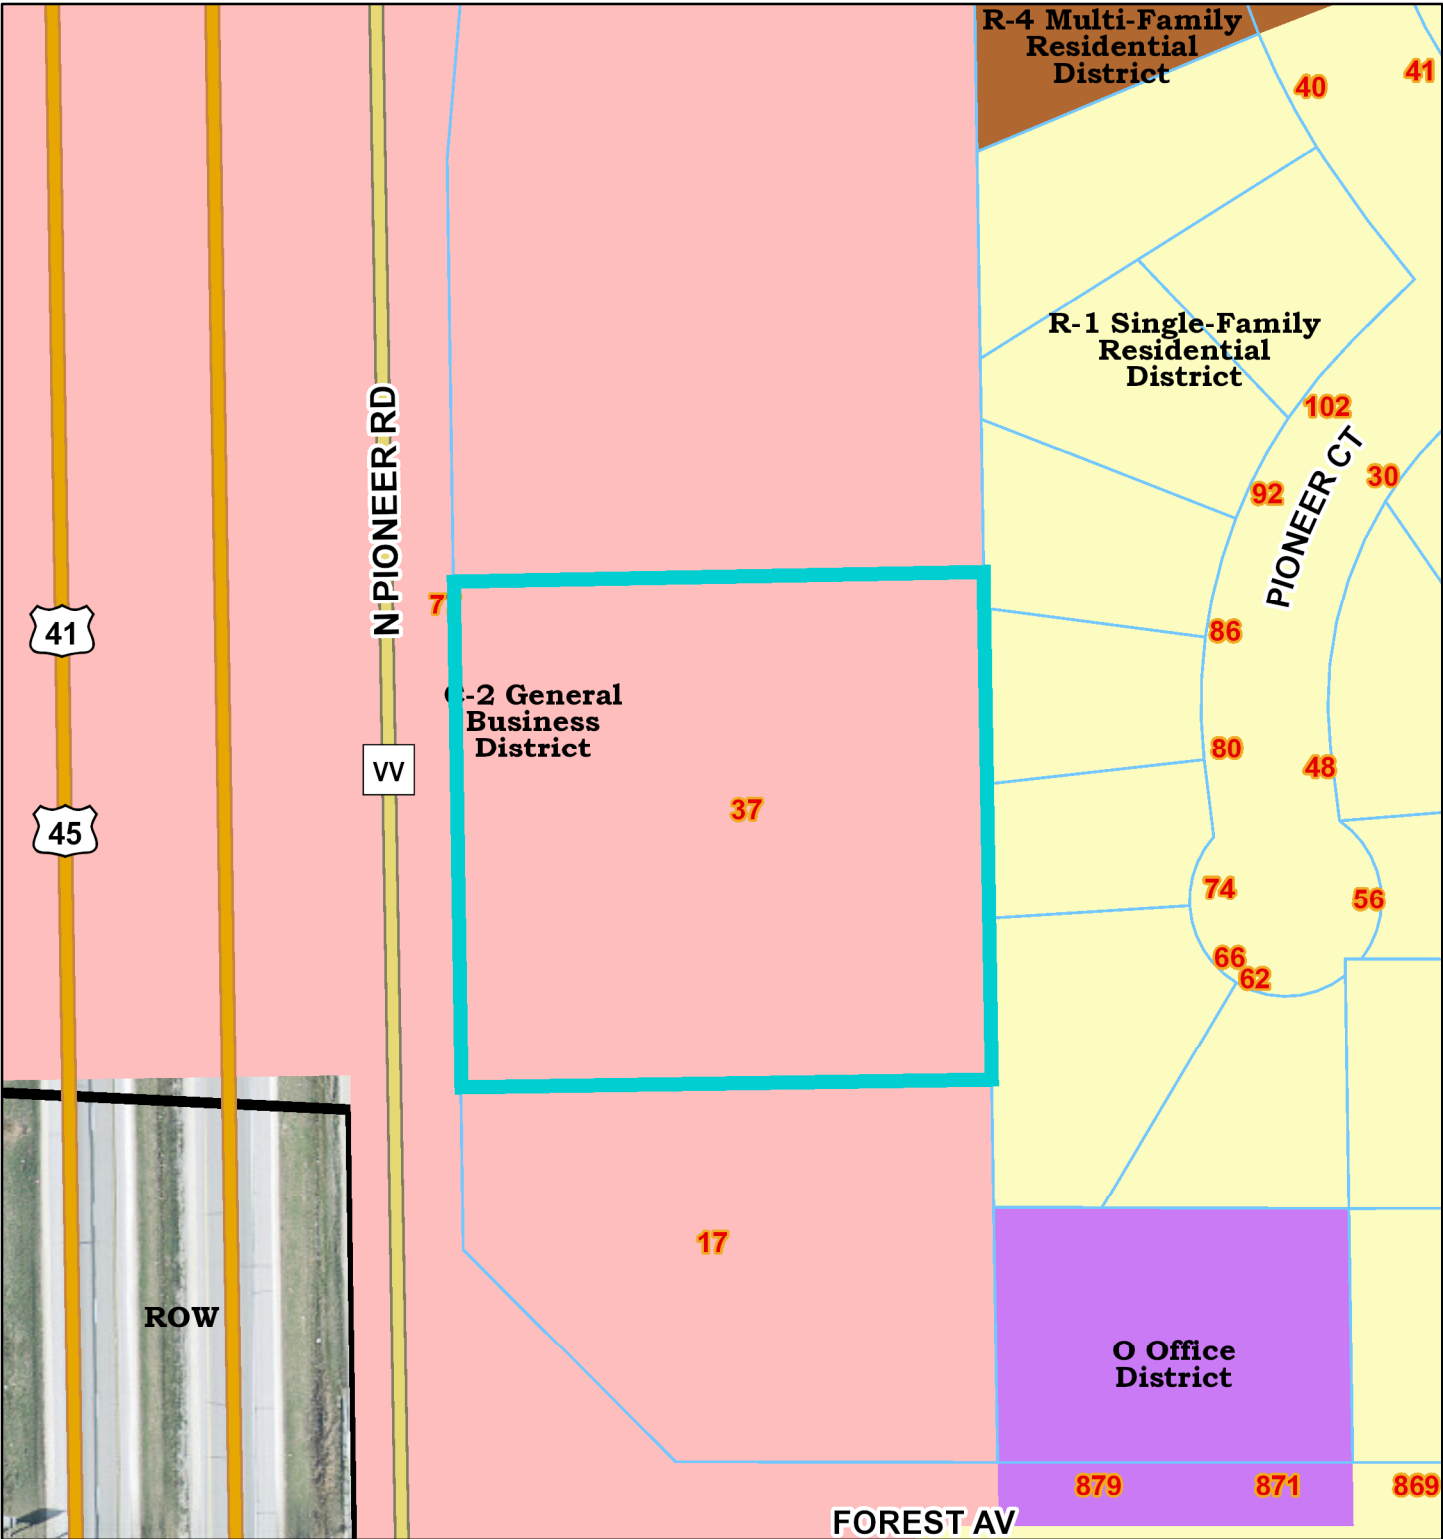 R-4 Multi-Family
Residential
District
40
41
R-1 Single-Family
Residential
District
102
PIONEER CT
30
92
N PIONEER RD
7
41
86
C-2 General
Business
District
80
48
VV
37
45
74
56
66
62
17
ROW
O Office
District
879
871
869
FOREST AV